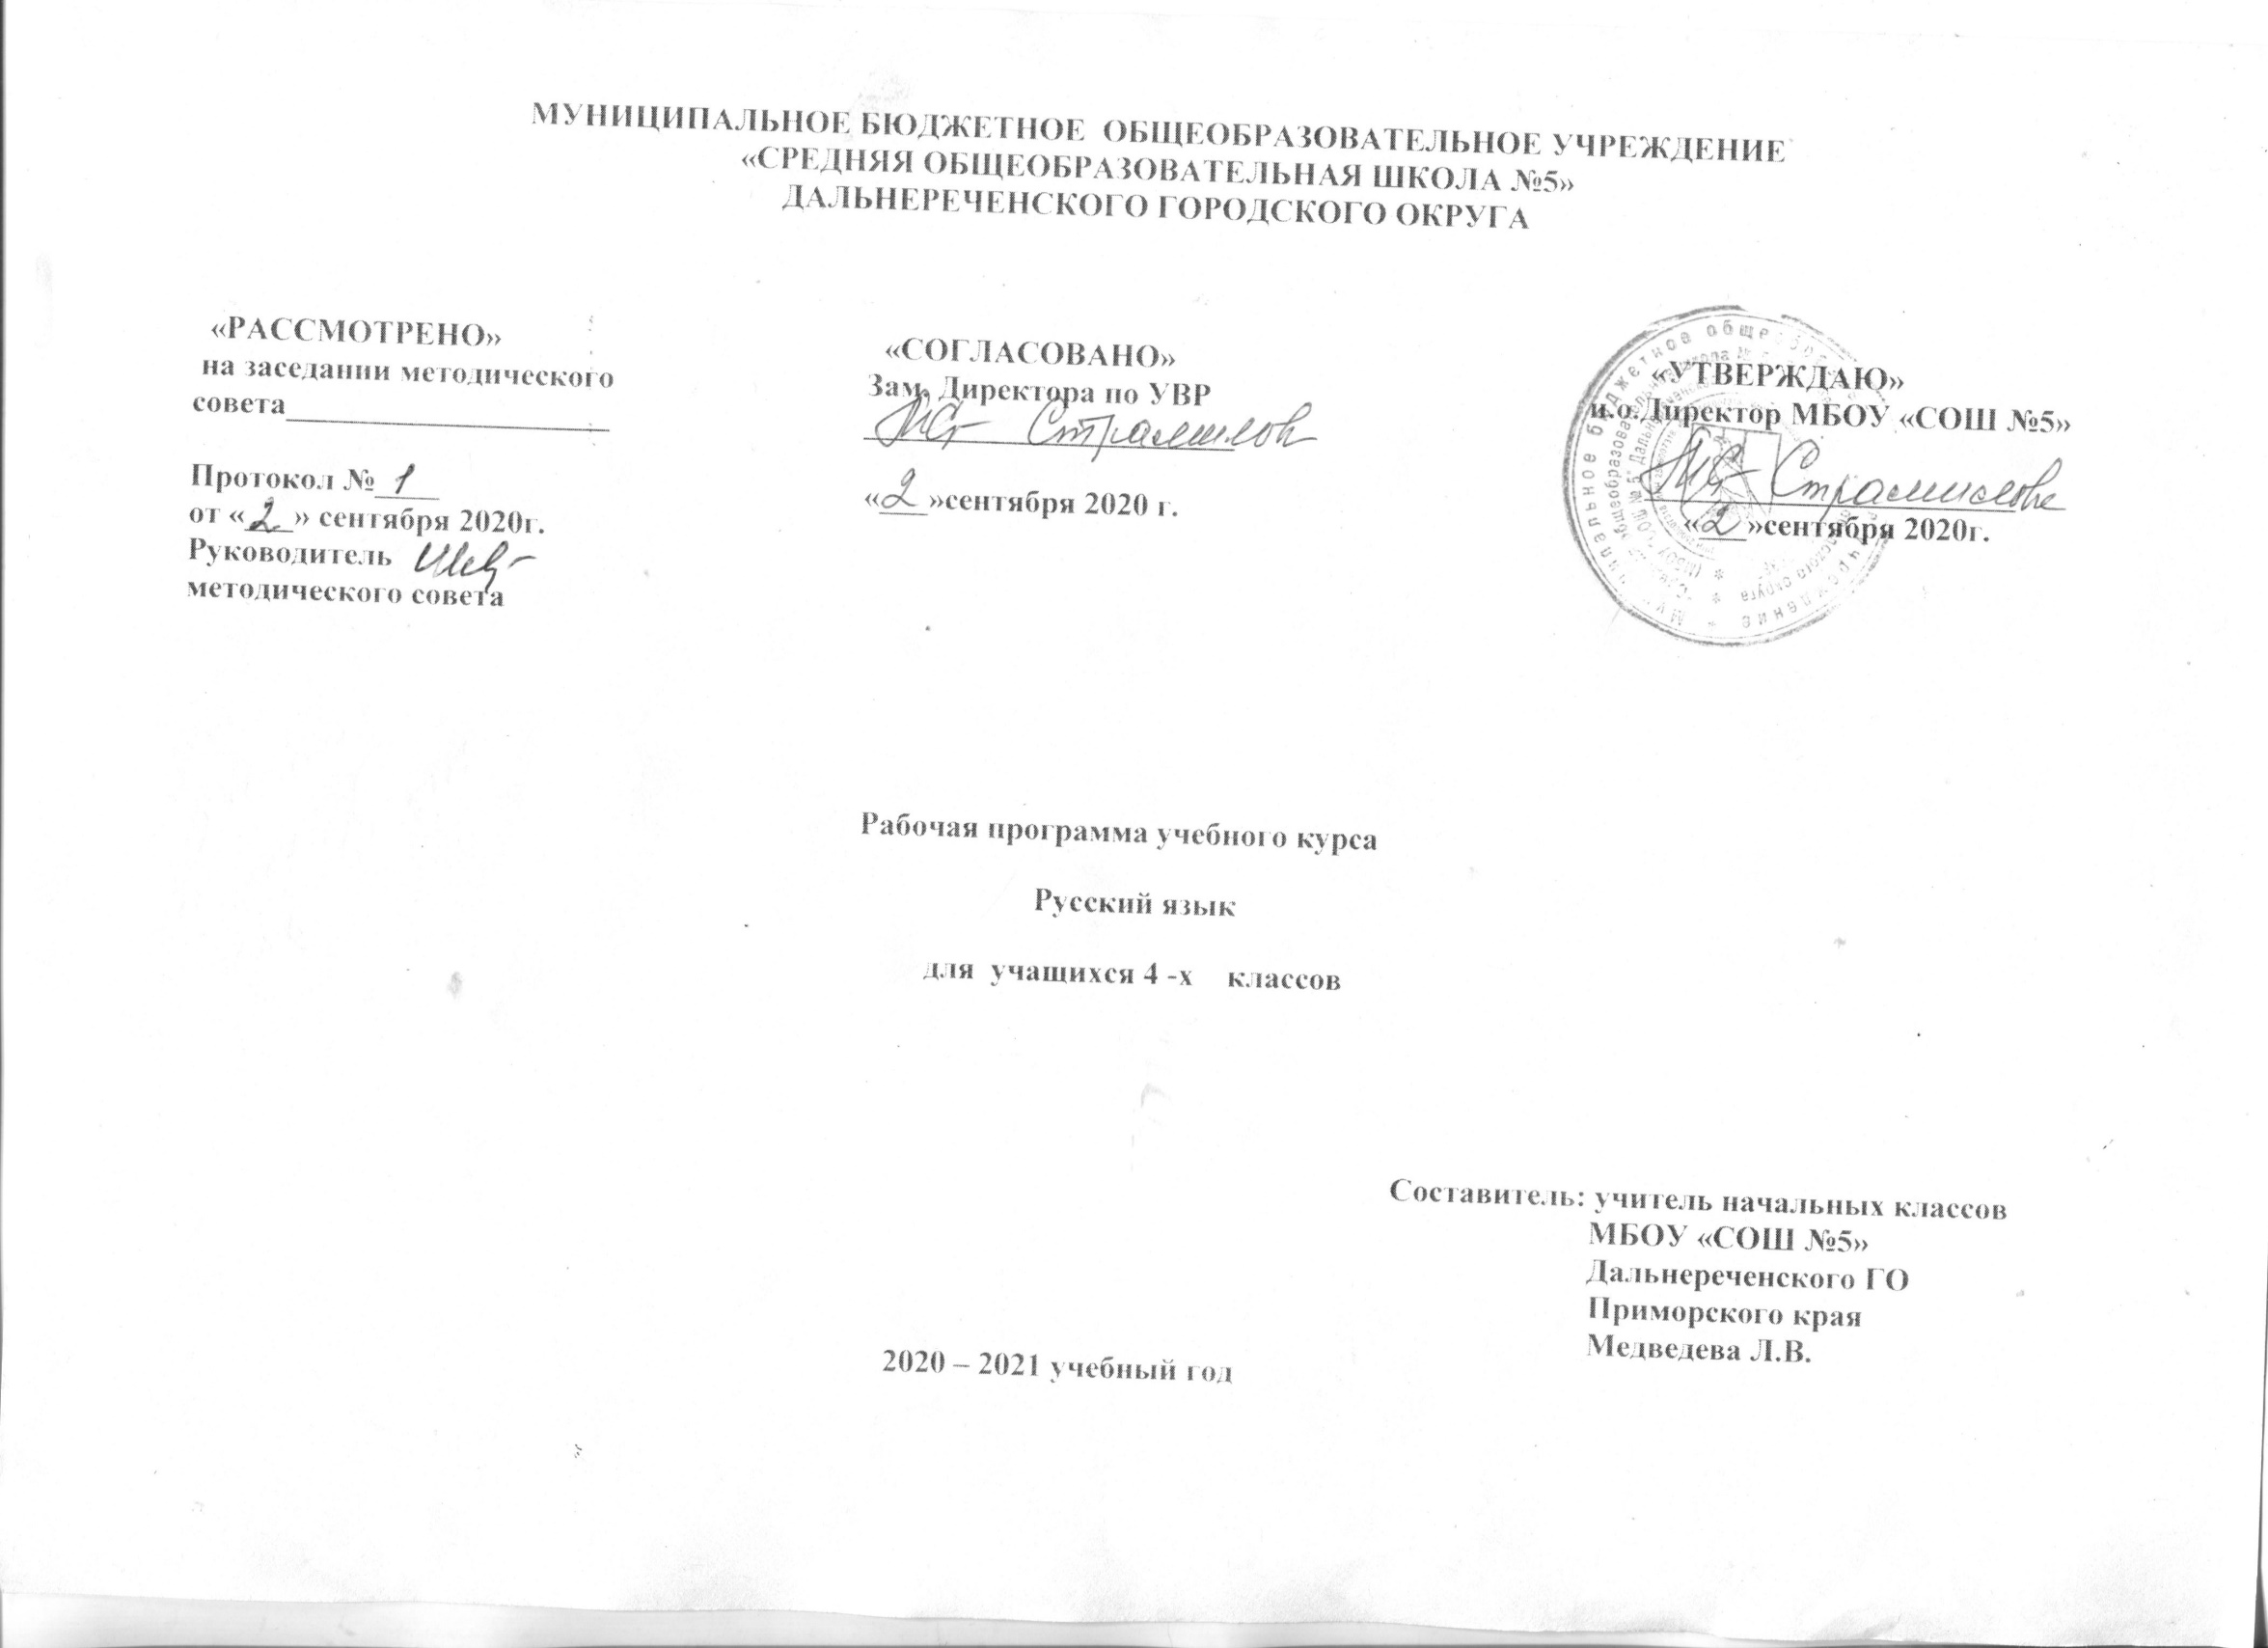 МУНИЦИПАЛЬНОЕ БЮДЖЕТНОЕ ОБЩЕОБРАЗОВАТЕЛЬНОЕ УЧРЕЖДЕНИЕ
«СРЕДНЯЯ ОБЩЕОБРАЗОВАТЕЛЬНАЯ ШКОЛА №5»
ДАЛЬНЕРЕЧЕНСКОГО ГОРОДСКОГО ОКРУГА
«РАССМОТРЕНО»
на заседании методического
совета____________________
Протокол № 1
от «2» сентября 2020г.
Руководитель
методического совета
«СОГЛАСОВАНО»
Зам. Директора по УВР
«2»сентября 2020 г.
«УТВЕРЖДАЮ»
и.о.Директор МБОУ «СОШ №5»
«2»сентября 2020г.
Рабочая программа учебного курса
Русский язык
для учащихся 4 -х классов
Составитель: учитель начальных классов
МБОУ «СОШ №5»
Дальнереченского ГО
Приморского края
Медведева Л.В.
2020 – 2021 учебный год